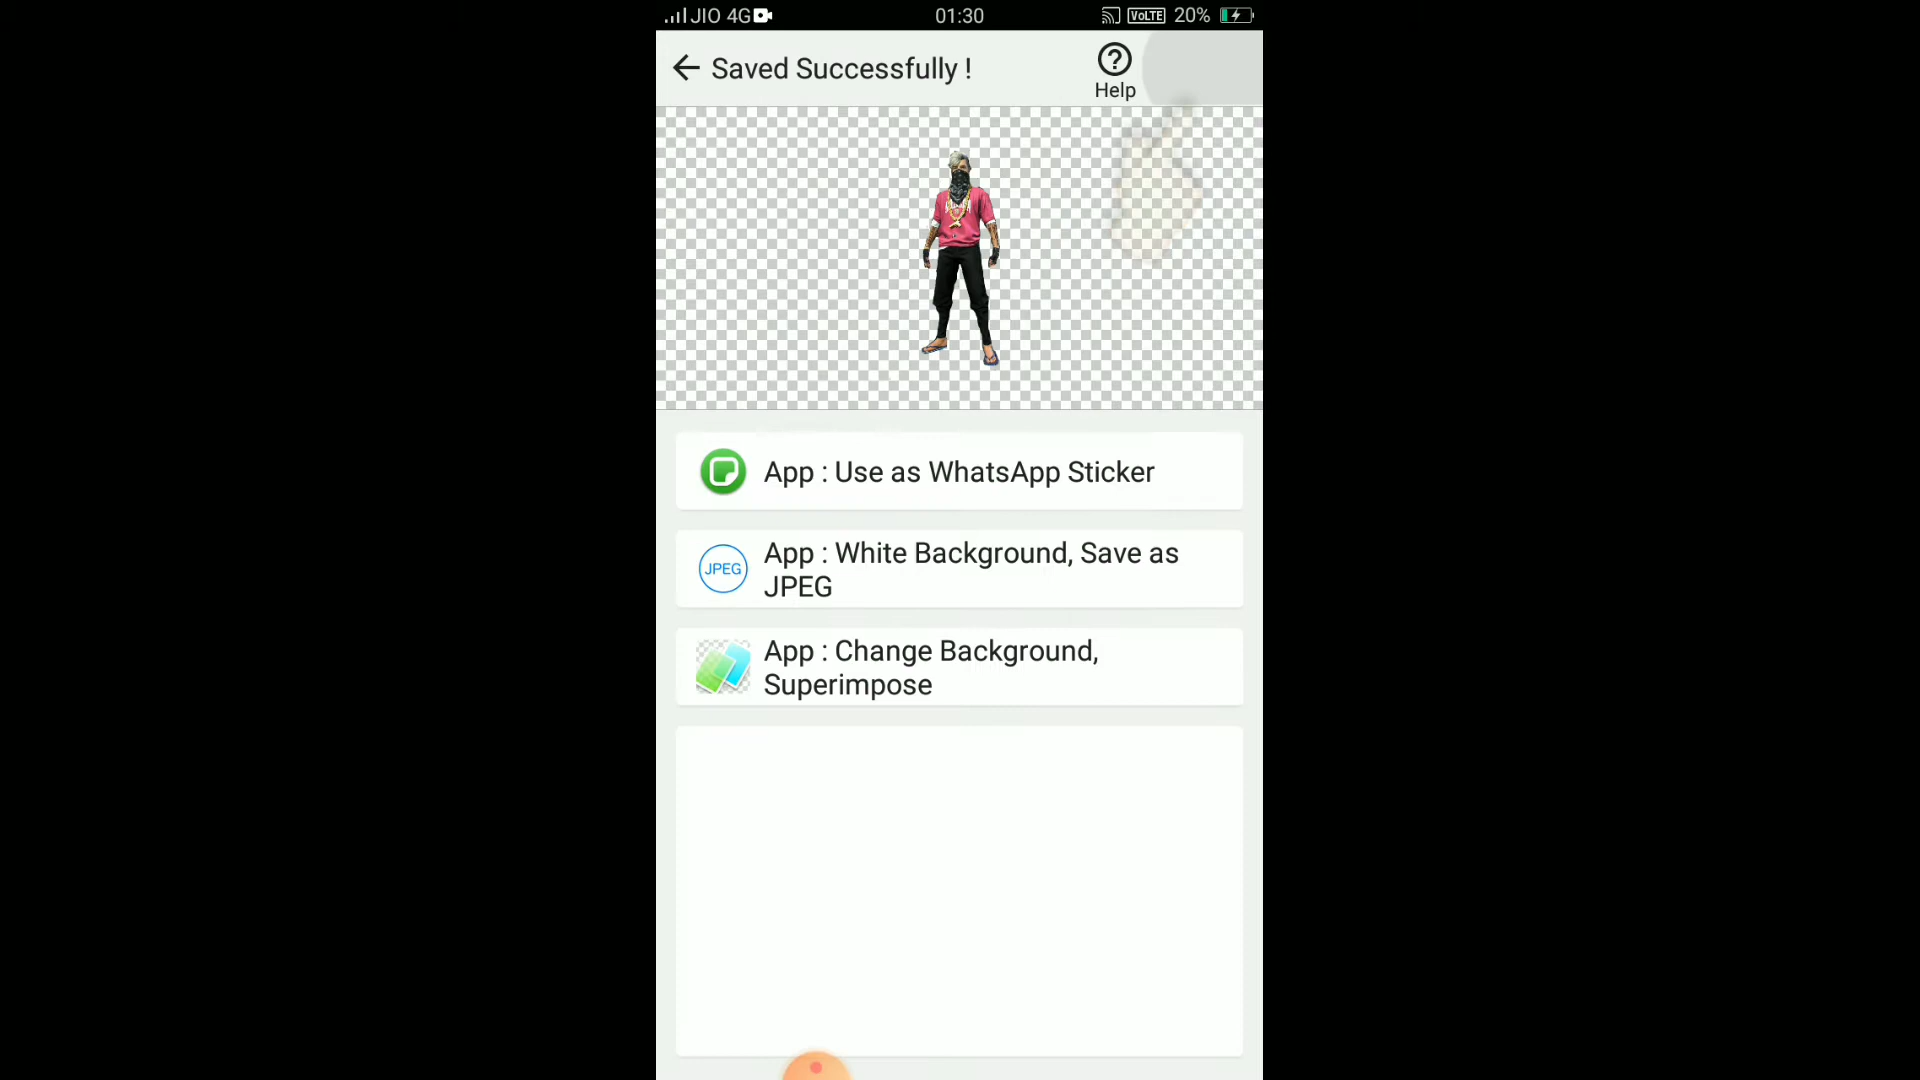 JIO 4G 01:30 VoLTE 20%
Saved Successfully !
Help
App : Use as WhatsApp Sticker
JPEG
App : White Background, Save as
JPEG
App : Change Background,
Superimpose